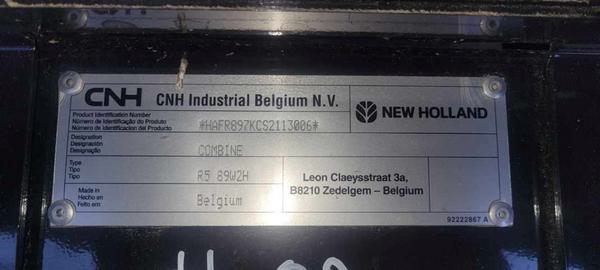 CNH CNH Industrial Belgium N.V.
NEW HOLLAND
Product Identification Number
Número de Identificação do Produto
Número de Identificacion del Producto
*HAFR897KCS2113006*
Designation
Designación
Designação
COMBINE
Type
Tipo
Tipo
R5 89W2H
Leon Claeysstraat 3a,
B8210 Zedelgem – Belgium
Made in
Hecho en
Feito em
Belgium
92222867 A